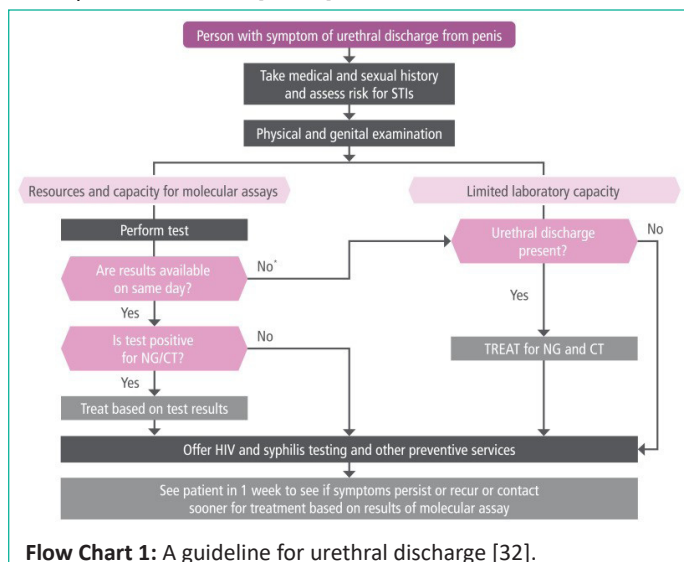 Person with symptom of urethral discharge from penis
Take medical and sexual history
and assess risk for STIs
Physical and genital examination
Resources and capacity for molecular assays
Limited laboratory capacity
Perform test
Urethral discharge
present?
No
Are results available
on same day?
No*
Yes
Yes
Is test positive
for NG/CT?
No
TREAT for NG and CT
Yes
Treat based on test results
Offer HIV and syphilis testing and other preventive services
See patient in 1 week to see if symptoms persist or recur or contact
sooner for treatment based on results of molecular assay
Flow Chart 1: A guideline for urethral discharge [32].